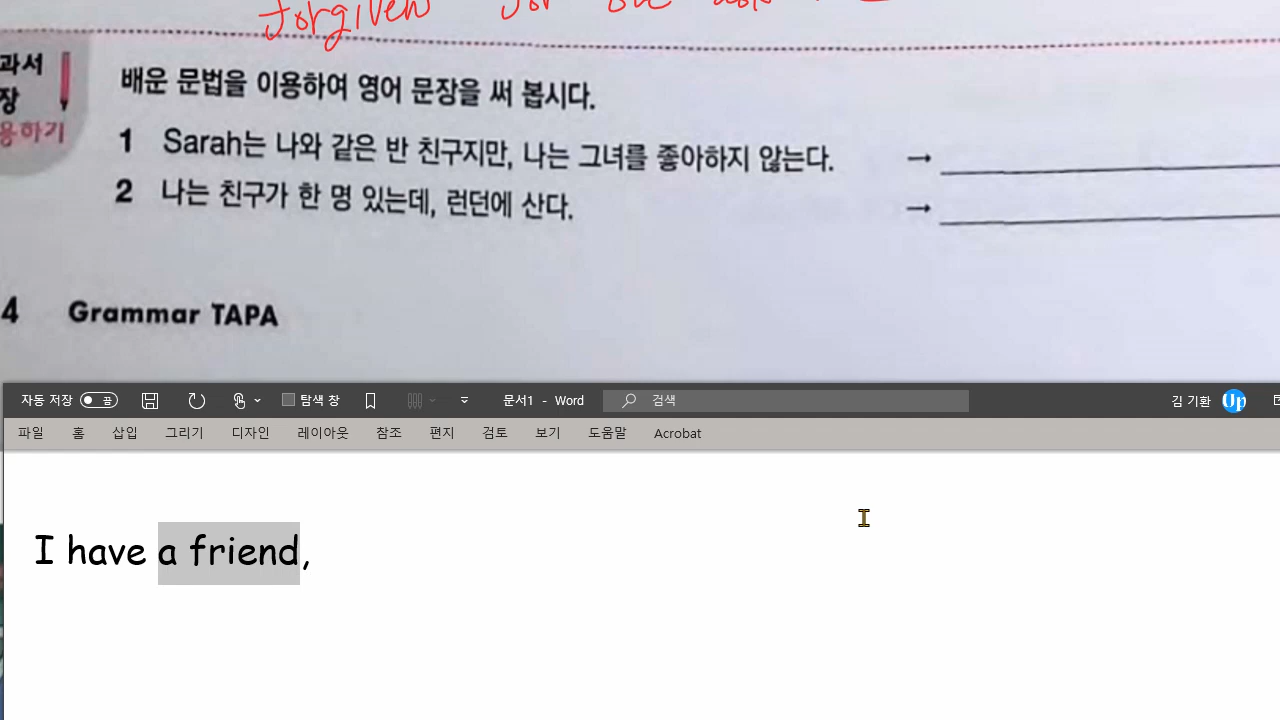 forgiven for
과서
장
용하기
배운 문법을 이용하여 영어 문장을 써 봅시다.
1 Sarah는 나와 같은 반 친구지만, 나는 그녀를 좋아하지 않는다. →
2 나는 친구가 한 명 있는데, 런던에 산다. →
4 Grammar TAPA
자동 저장 끔 탐색 창 문서1 - Word 검색 김 기환 Up
파일 홈 삽입 그리기 디자인 레이아웃 참조 편지 검토 보기 도움말 Acrobat
I have a friend,